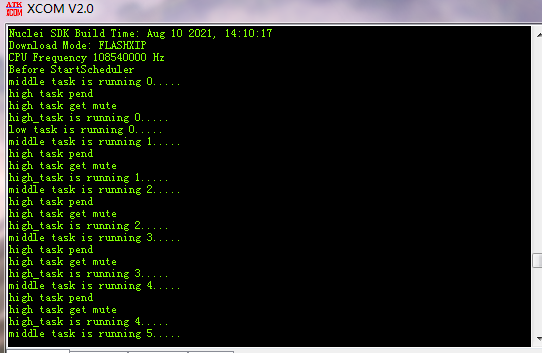 ATK
XCOM
XCOM V2.0
Nuclei SDK Build Time: Aug 10 2021, 14:10:17
Download Mode: FLASHXIP
CPU Frequency 108540000 Hz
Before StartScheduler
middle task is running 0.....
high task pend
high task get mute
high_task is running 0.....
low task is running 0.....
middle task is running 1.....
high task pend
high task get mute
high_task is running 1.....
middle task is running 2.....
high task pend
high task get mute
high_task is running 2.....
middle task is running 3.....
high task pend
high task get mute
high_task is running 3.....
middle task is running 4.....
high task pend
high task get mute
high_task is running 4.....
middle task is running 5.....